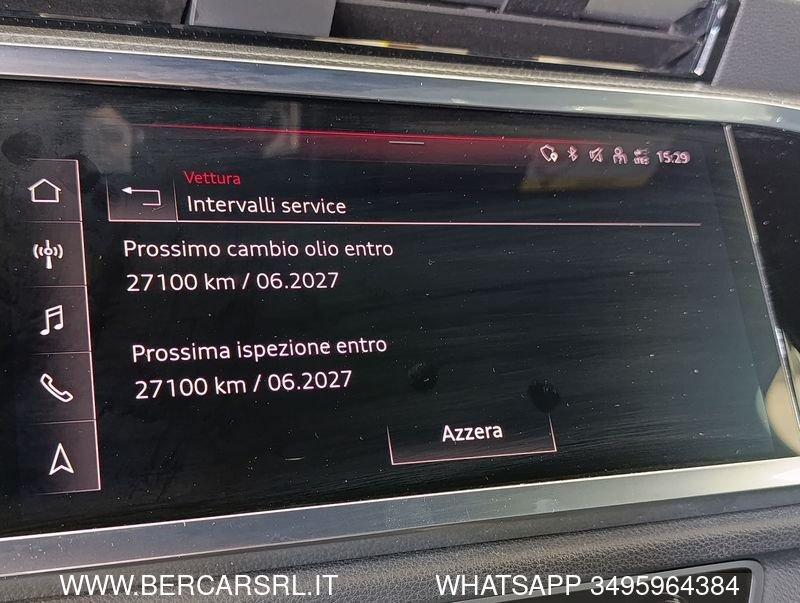 15:29
Vettura
Intervalli service
Prossimo cambio olio entro
27100 km / 06.2027
Prossima ispezione entro
27100 km / 06.2027
Azzera
WWW.BERCARSRL.IT WHATSAPP 3495964384